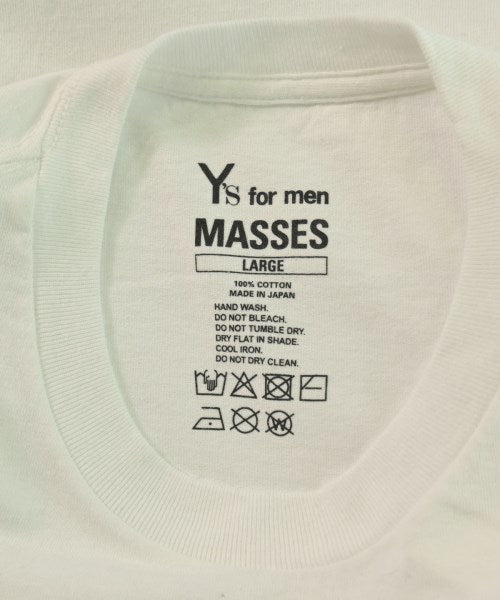 Y's for men
MASSES
LARGE
100% COTTON
MADE IN JAPAN
HAND WASH.
DO NOT BLEACH.
DO NOT TUMBLE DRY.
DRY FLAT IN SHADE.
COOL IRON.
DO NOT DRY CLEAN.
W